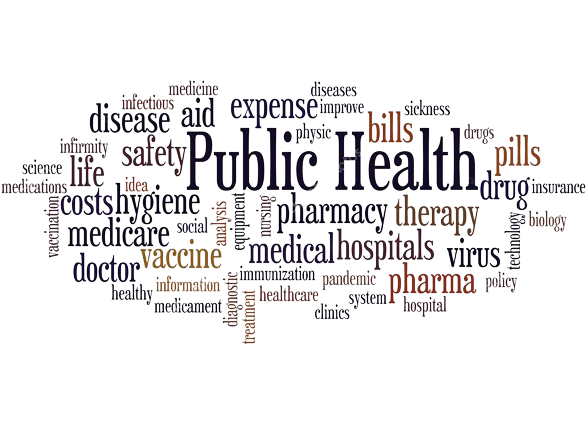 medicine
diseases
infectious
disease
aid
expense
improve
sickness
physic
bills
drugs
infirmity
safety
Public Health
pills
science
life
medications
idea
drug
insurance
costs
hygiene
vaccination
analysis
equipment
nursing
pharmacy
therapy
technology
biology
medicare
social
doctor
vaccine
medical
hospitals
virus
information
immunization
pandemic
pharma
policy
healthy
medicament
diagnostic
treatment
healthcare
clinics
system
hospital